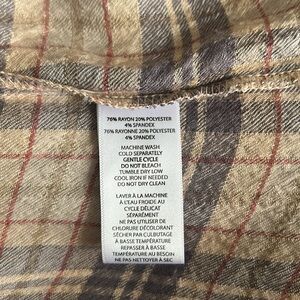 76% RAYON 20% POLYESTER
4% SPANDEX
76% RAYONNE 20% POLYESTER
4% SPANDEX
MACHINE WASH
COLD SEPARATELY
GENTLE CYCLE
DO NOT BLEACH
TUMBLE DRY LOW
COOL IRON IF NEEDED
DO NOT DRY CLEAN
LAVER À LA MACHINE
À L'EAU FROIDE AU
CYCLE DÉLICAT
SÉPARÉMENT
NE PAS UTILISER DE
CHLORURE DÉCOLORANT
SÉCHER PAR CULBUTAGE
À BASSE TEMPÉRATURE
REPASSER À BASSE
TEMPÉRATURE AU BESOIN
NE PAS NETTOYER À SEC